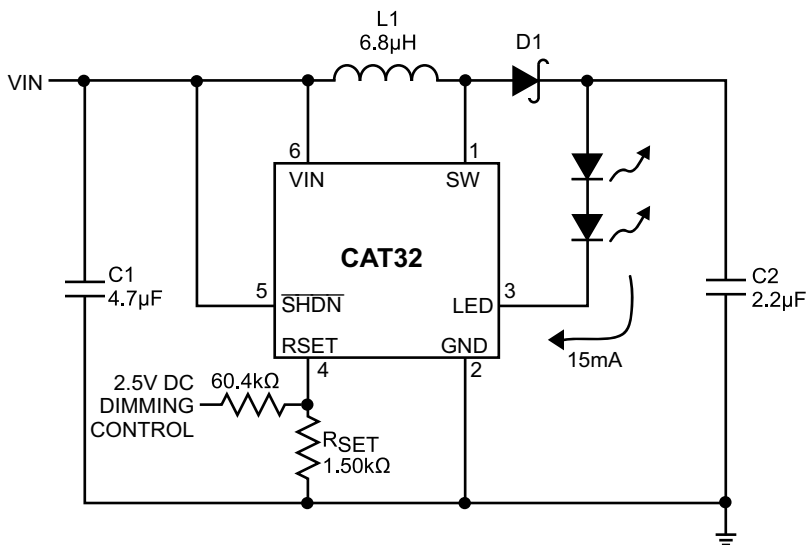 L1
6.8µH
D1
VIN
6
1
VIN
SW
CAT32
C1
4.7µF
5
SHDN
LED
3
C2
2.2µF
RSET
GND
15mA
4
2
2.5V DC
DIMMING
CONTROL
60.4kΩ
RSET
1.50kΩ